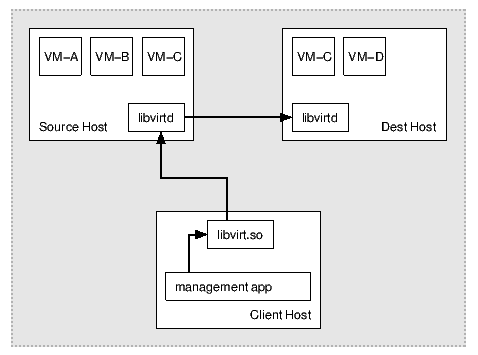 VM-A VM-B VM-C
VM-C VM-D
libvirtd
libvirtd
Source Host
Dest Host
libvirt.so
management app
Client Host